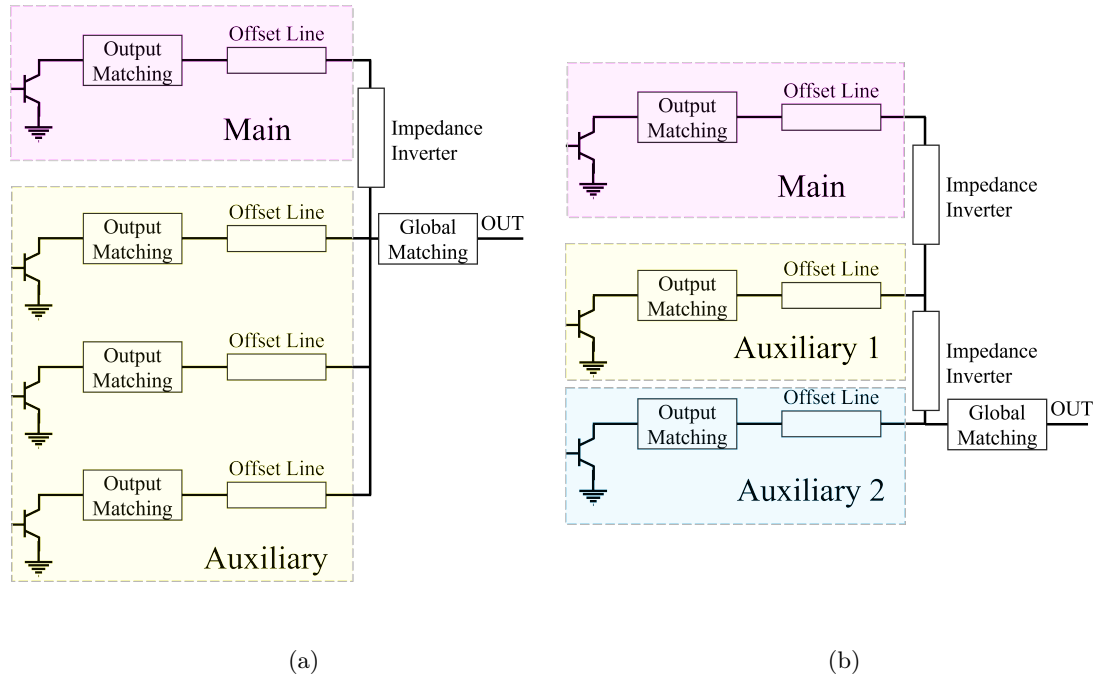 Offset Line
Output
Matching
Main
Impedance
Inverter
Offset Line
Output
Matching
Global
Matching
OUT
Offset Line
Output
Matching
Offset Line
Output
Matching
Auxiliary
(a)
Offset Line
Output
Matching
Main
Impedance
Inverter
Offset Line
Output
Matching
Auxiliary 1
Impedance
Inverter
Offset Line
Output
Matching
Global
Matching
OUT
Auxiliary 2
(b)